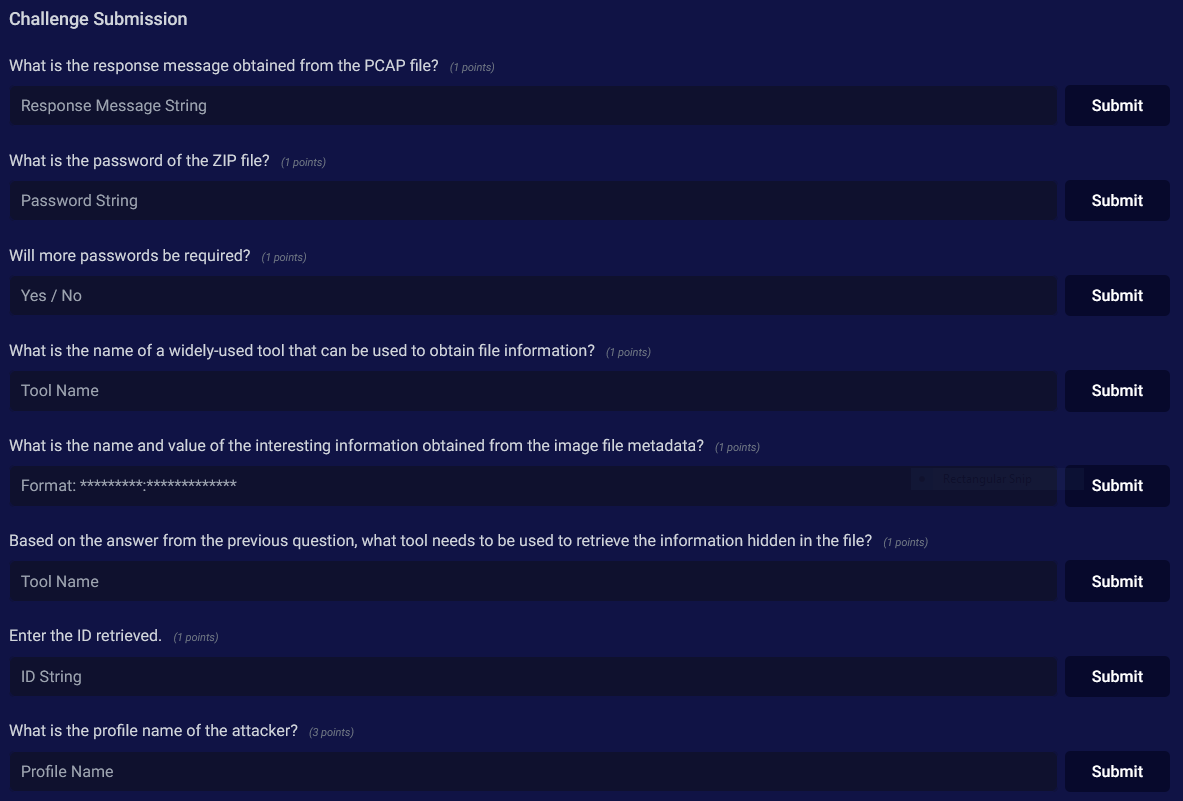 Challenge Submission
What is the response message obtained from the PCAP file? (1 points)
Response Message String Submit
What is the password of the ZIP file? (1 points)
Password String Submit
Will more passwords be required? (1 points)
Yes / No Submit
What is the name of a widely-used tool that can be used to obtain file information? (1 points)
Tool Name Submit
What is the name and value of the interesting information obtained from the image file metadata? (1 points)
Format: *********:************* Submit
Rectangular Snip
Based on the answer from the previous question, what tool needs to be used to retrieve the information hidden in the file? (1 points)
Tool Name Submit
Enter the ID retrieved. (1 points)
ID String Submit
What is the profile name of the attacker? (3 points)
Profile Name Submit